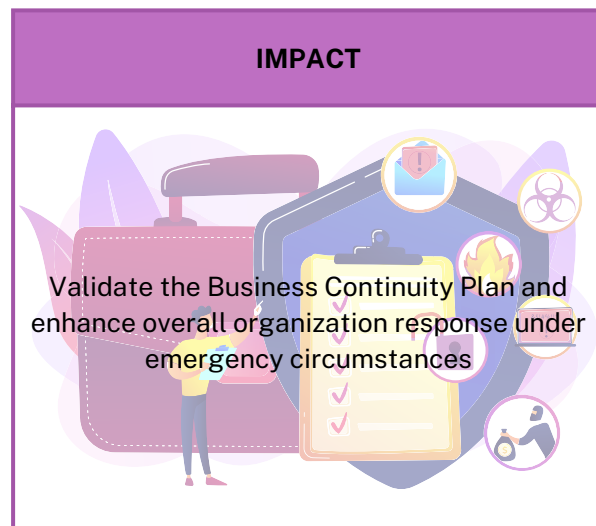 IMPACT
Validate the Business Continuity Plan and
enhance overall organization response under
emergency circumstances